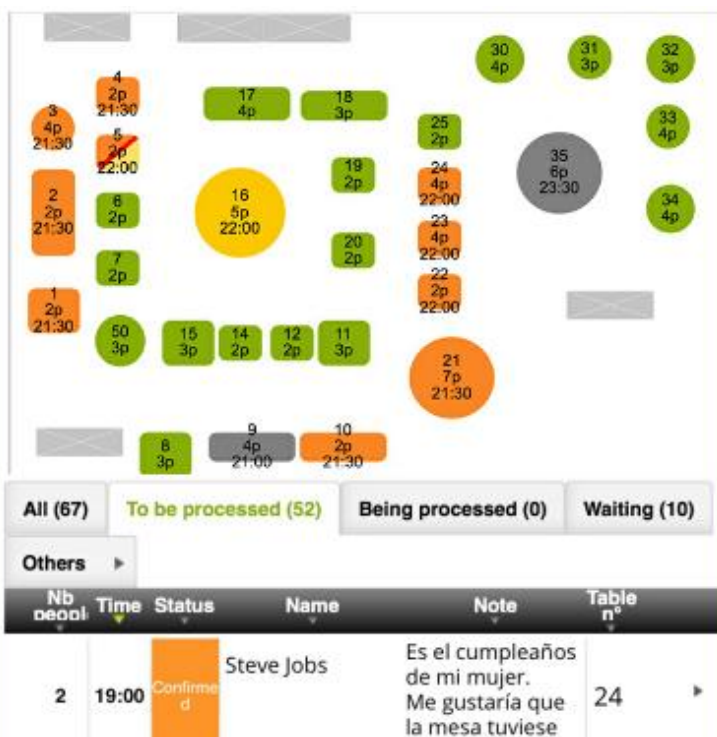 30
4p
31
3p
32
3p
4
2p
21:30
17
4p
18
3p
3
4p
21:30
25
2p
33
4p
5
2p
22:00
35
6p
23:30
19
2p
24
4p
22:00
2
2p
21:30
16
5p
22:00
6
2p
34
4p
23
4p
22:00
20
2p
7
2p
22
2p
22:00
1
2p
21:30
50
3p
15
3p
14
2p
12
2p
11
3p
21
7p
21:30
8
3p
9
4p
21:00
10
2p
21:30
All (67) To be processed (52) Being processed (0) Waiting (10)
Others
Nb Time Status Name Note Table
n°
2 19:00 Confirme
d
Steve Jobs
Es el cumpleaños
de mi mujer.
Me gustaría que
la mesa tuviese
24